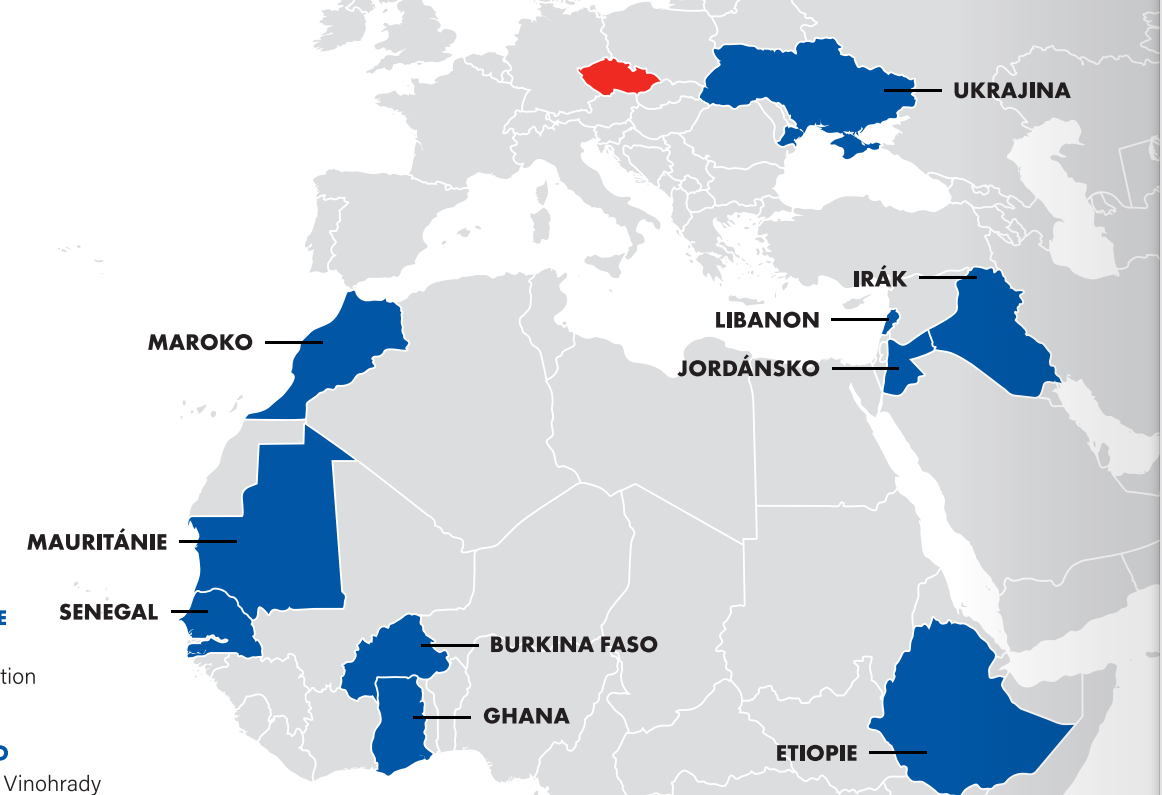 UKRAJINA
IRÁK
LIBANON
MAROKO
JORDÁNSKO
MAURITÁNIE
SENEGAL
E
BURKINA FASO
tion
GHANA
O
ETIOPIE
Vinohrady